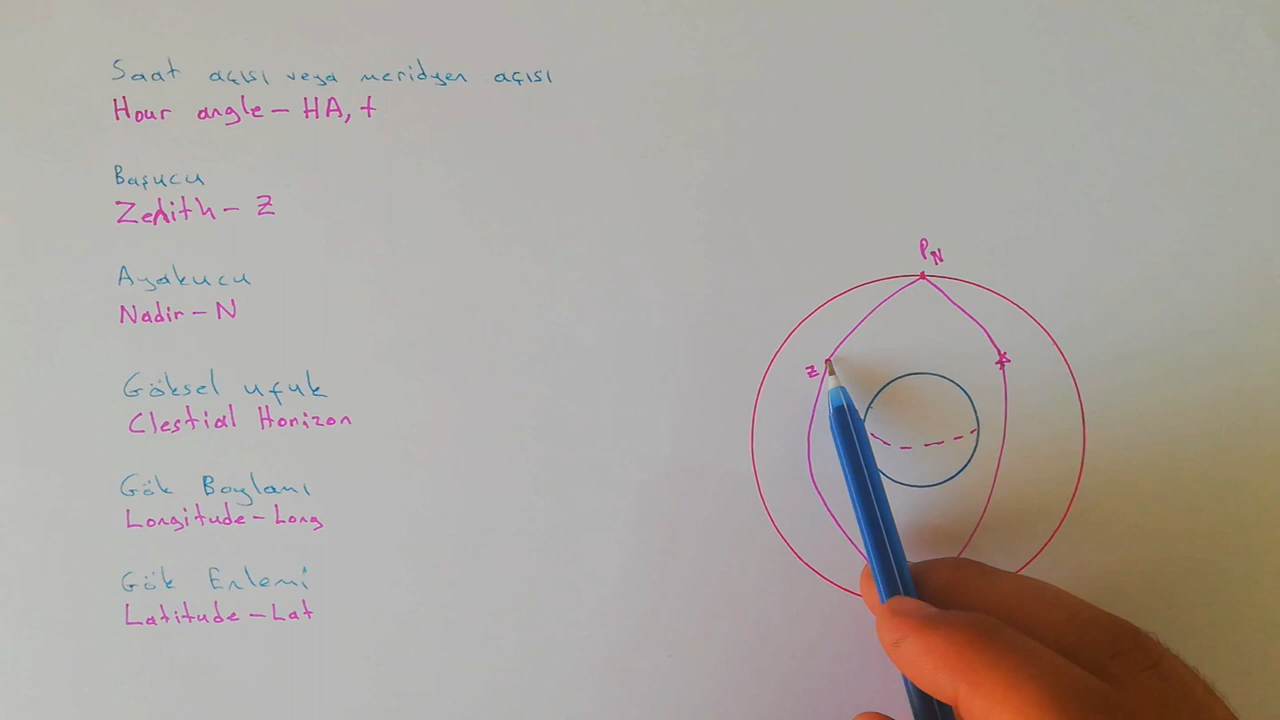 Saat açısı veya meridyen açısı
Hour angle - HA, t
Başucu
Zenith - Z
Ayakucu
Nadir - N
Göksel ufuk
Clestial Horizon
Gök Boylanı
Longitude - Long
Gök Enlemi
Latitude - Lat
PN
Z